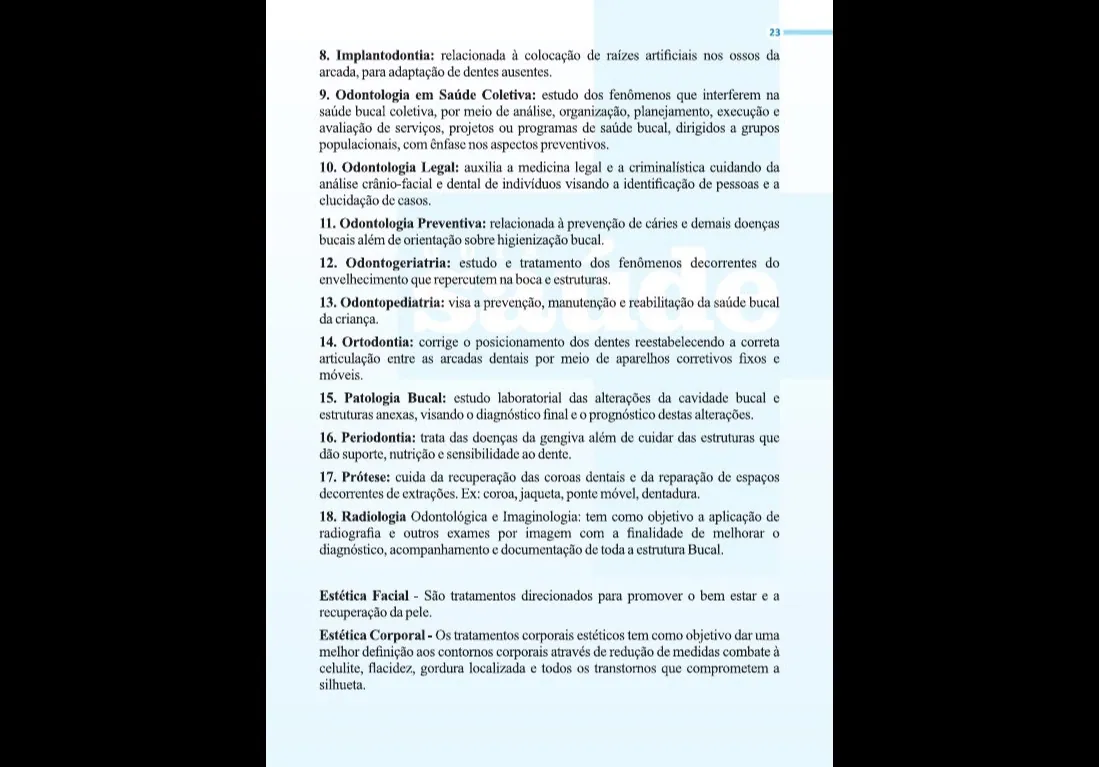 23
8. Implantodontia: relacionada à colocação de raízes artificiais nos ossos da
arcada, para adaptação de dentes ausentes.
9. Odontologia em Saúde Coletiva: estudo dos fenômenos que interferem na
saúde bucal coletiva, por meio de análise, organização, planejamento, execução e
avaliação de serviços, projetos ou programas de saúde bucal, dirigidos a grupos
populacionais, com ênfase nos aspectos preventivos.
10. Odontologia Legal: auxilia a medicina legal e a criminalística cuidando da
análise crânio-facial e dental de indivíduos visando a identificação de pessoas e a
elucidação de casos.
11. Odontologia Preventiva: relacionada à prevenção de cáries e demais doenças
bucais além de orientação sobre higienização bucal.
12. Odontogeriatria: estudo e tratamento dos fenômenos decorrentes do
envelhecimento que repercutem na boca e estruturas.
13. Odontopediatria: visa a prevenção, manutenção e reabilitação da saúde bucal
da criança.
14. Ortodontia: corrige o posicionamento dos dentes reestabelecendo a correta
articulação entre as arcadas dentais por meio de aparelhos corretivos fixos e
móveis.
15. Patologia Bucal: estudo laboratorial das alterações da cavidade bucal e
estruturas anexas, visando o diagnóstico final e o prognóstico destas alterações.
16. Periodontia: trata das doenças da gengiva além de cuidar das estruturas que
dão suporte, nutrição e sensibilidade ao dente.
17. Prótese: cuida da recuperação das coroas dentais e da reparação de espaços
decorrentes de extrações. Ex: coroa, jaqueta, ponte móvel, dentadura.
18. Radiologia Odontológica e Imaginologia: tem como objetivo a aplicação de
radiografia e outros exames por imagem com a finalidade de melhorar o
diagnóstico, acompanhamento e documentação de toda a estrutura Bucal.
Estética Facial - São tratamentos direcionados para promover o bem estar e a
recuperação da pele.
Estética Corporal - Os tratamentos corporais estéticos tem como objetivo dar uma
melhor definição aos contornos corporais através de redução de medidas combate à
celulite, flacidez, gordura localizada e todos os transtornos que comprometem a
silhueta.